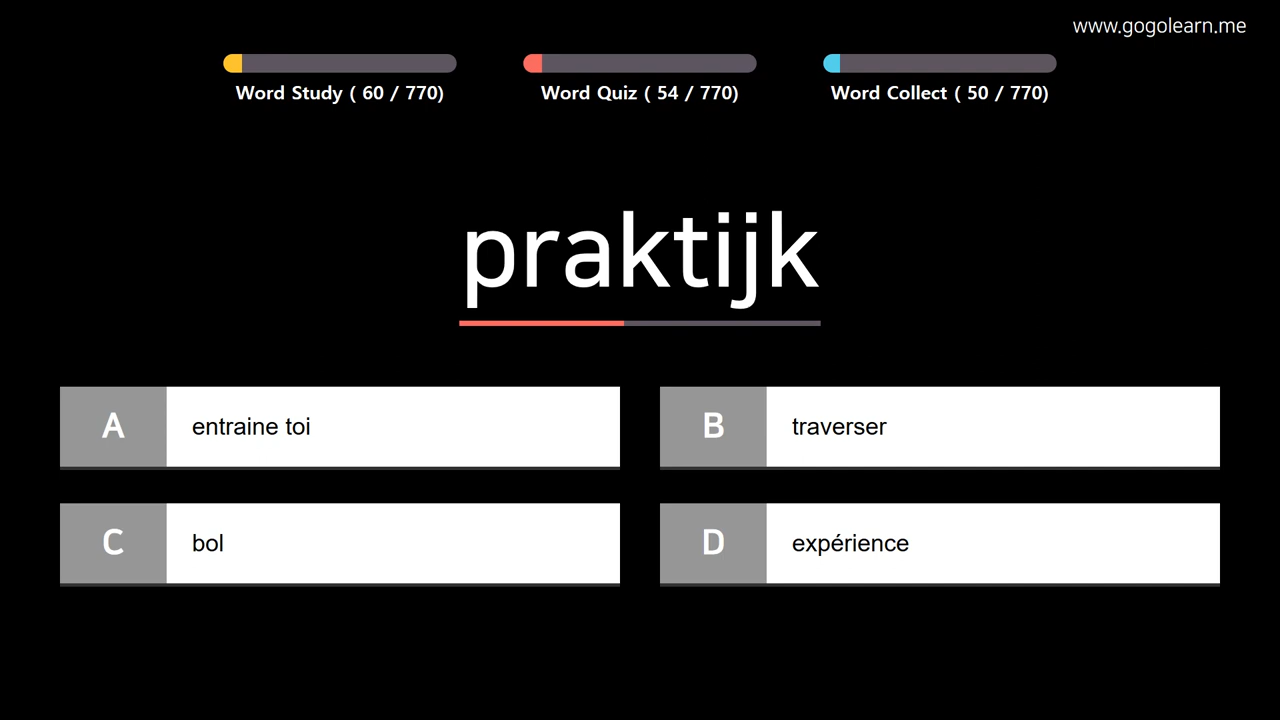 www.gogolearn.me
Word Study ( 60 / 770)
Word Quiz ( 54 / 770)
Word Collect ( 50 / 770)
praktijk
A entraine toi
B traverser
C bol
D expérience